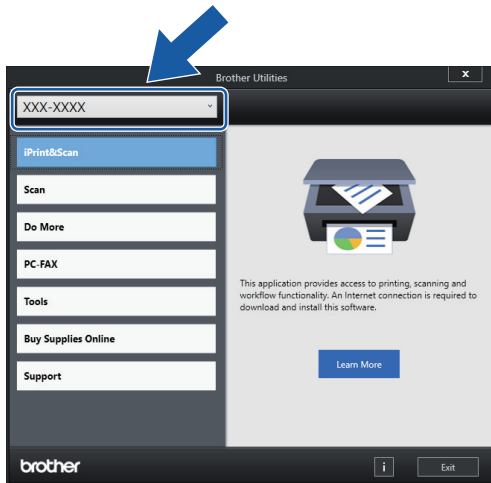 Brother Utilities
x
XXX-XXXX
iPrint&Scan
Scan
Do More
PC-FAX
Tools
Buy Supplies Online
Support
This application provides access to printing, scanning and
workflow functionality. An Internet connection is required to
download and install this software.
Learn More
brother
i
Exit